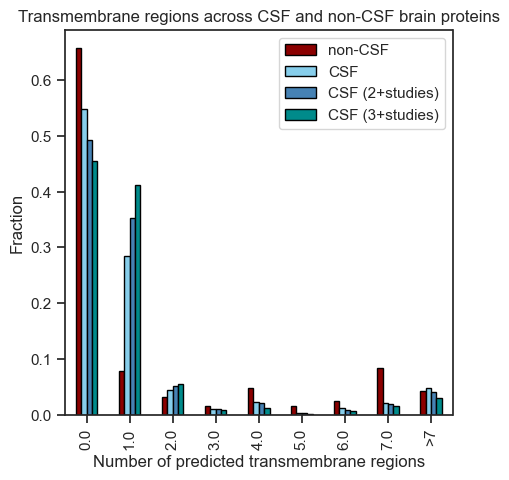 Transmembrane regions across CSF and non-CSF brain proteins
non-CSF
CSF
CSF (2+studies)
CSF (3+studies)
Fraction
0.6
0.5
0.4
0.3
0.2
0.1
0.0
0.0
1.0
2.0
3.0
4.0
5.0
6.0
7.0
>7
Number of predicted transmembrane regions